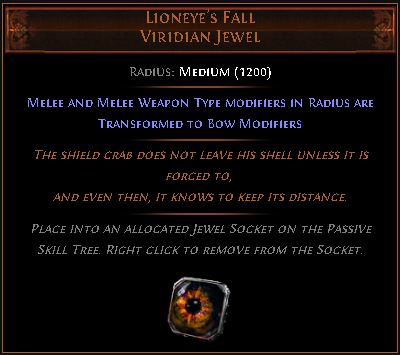 Lioneye's Fall
Viridian Jewel
Radius: Medium (1200)
Melee and Melee Weapon Type modifiers in Radius are
Transformed to Bow Modifiers
The shield crab does not leave his shell unless it is
forced to,
and even then, it knows to keep its distance.
Place into an allocated Jewel Socket on the Passive
Skill Tree. Right click to remove from the Socket.